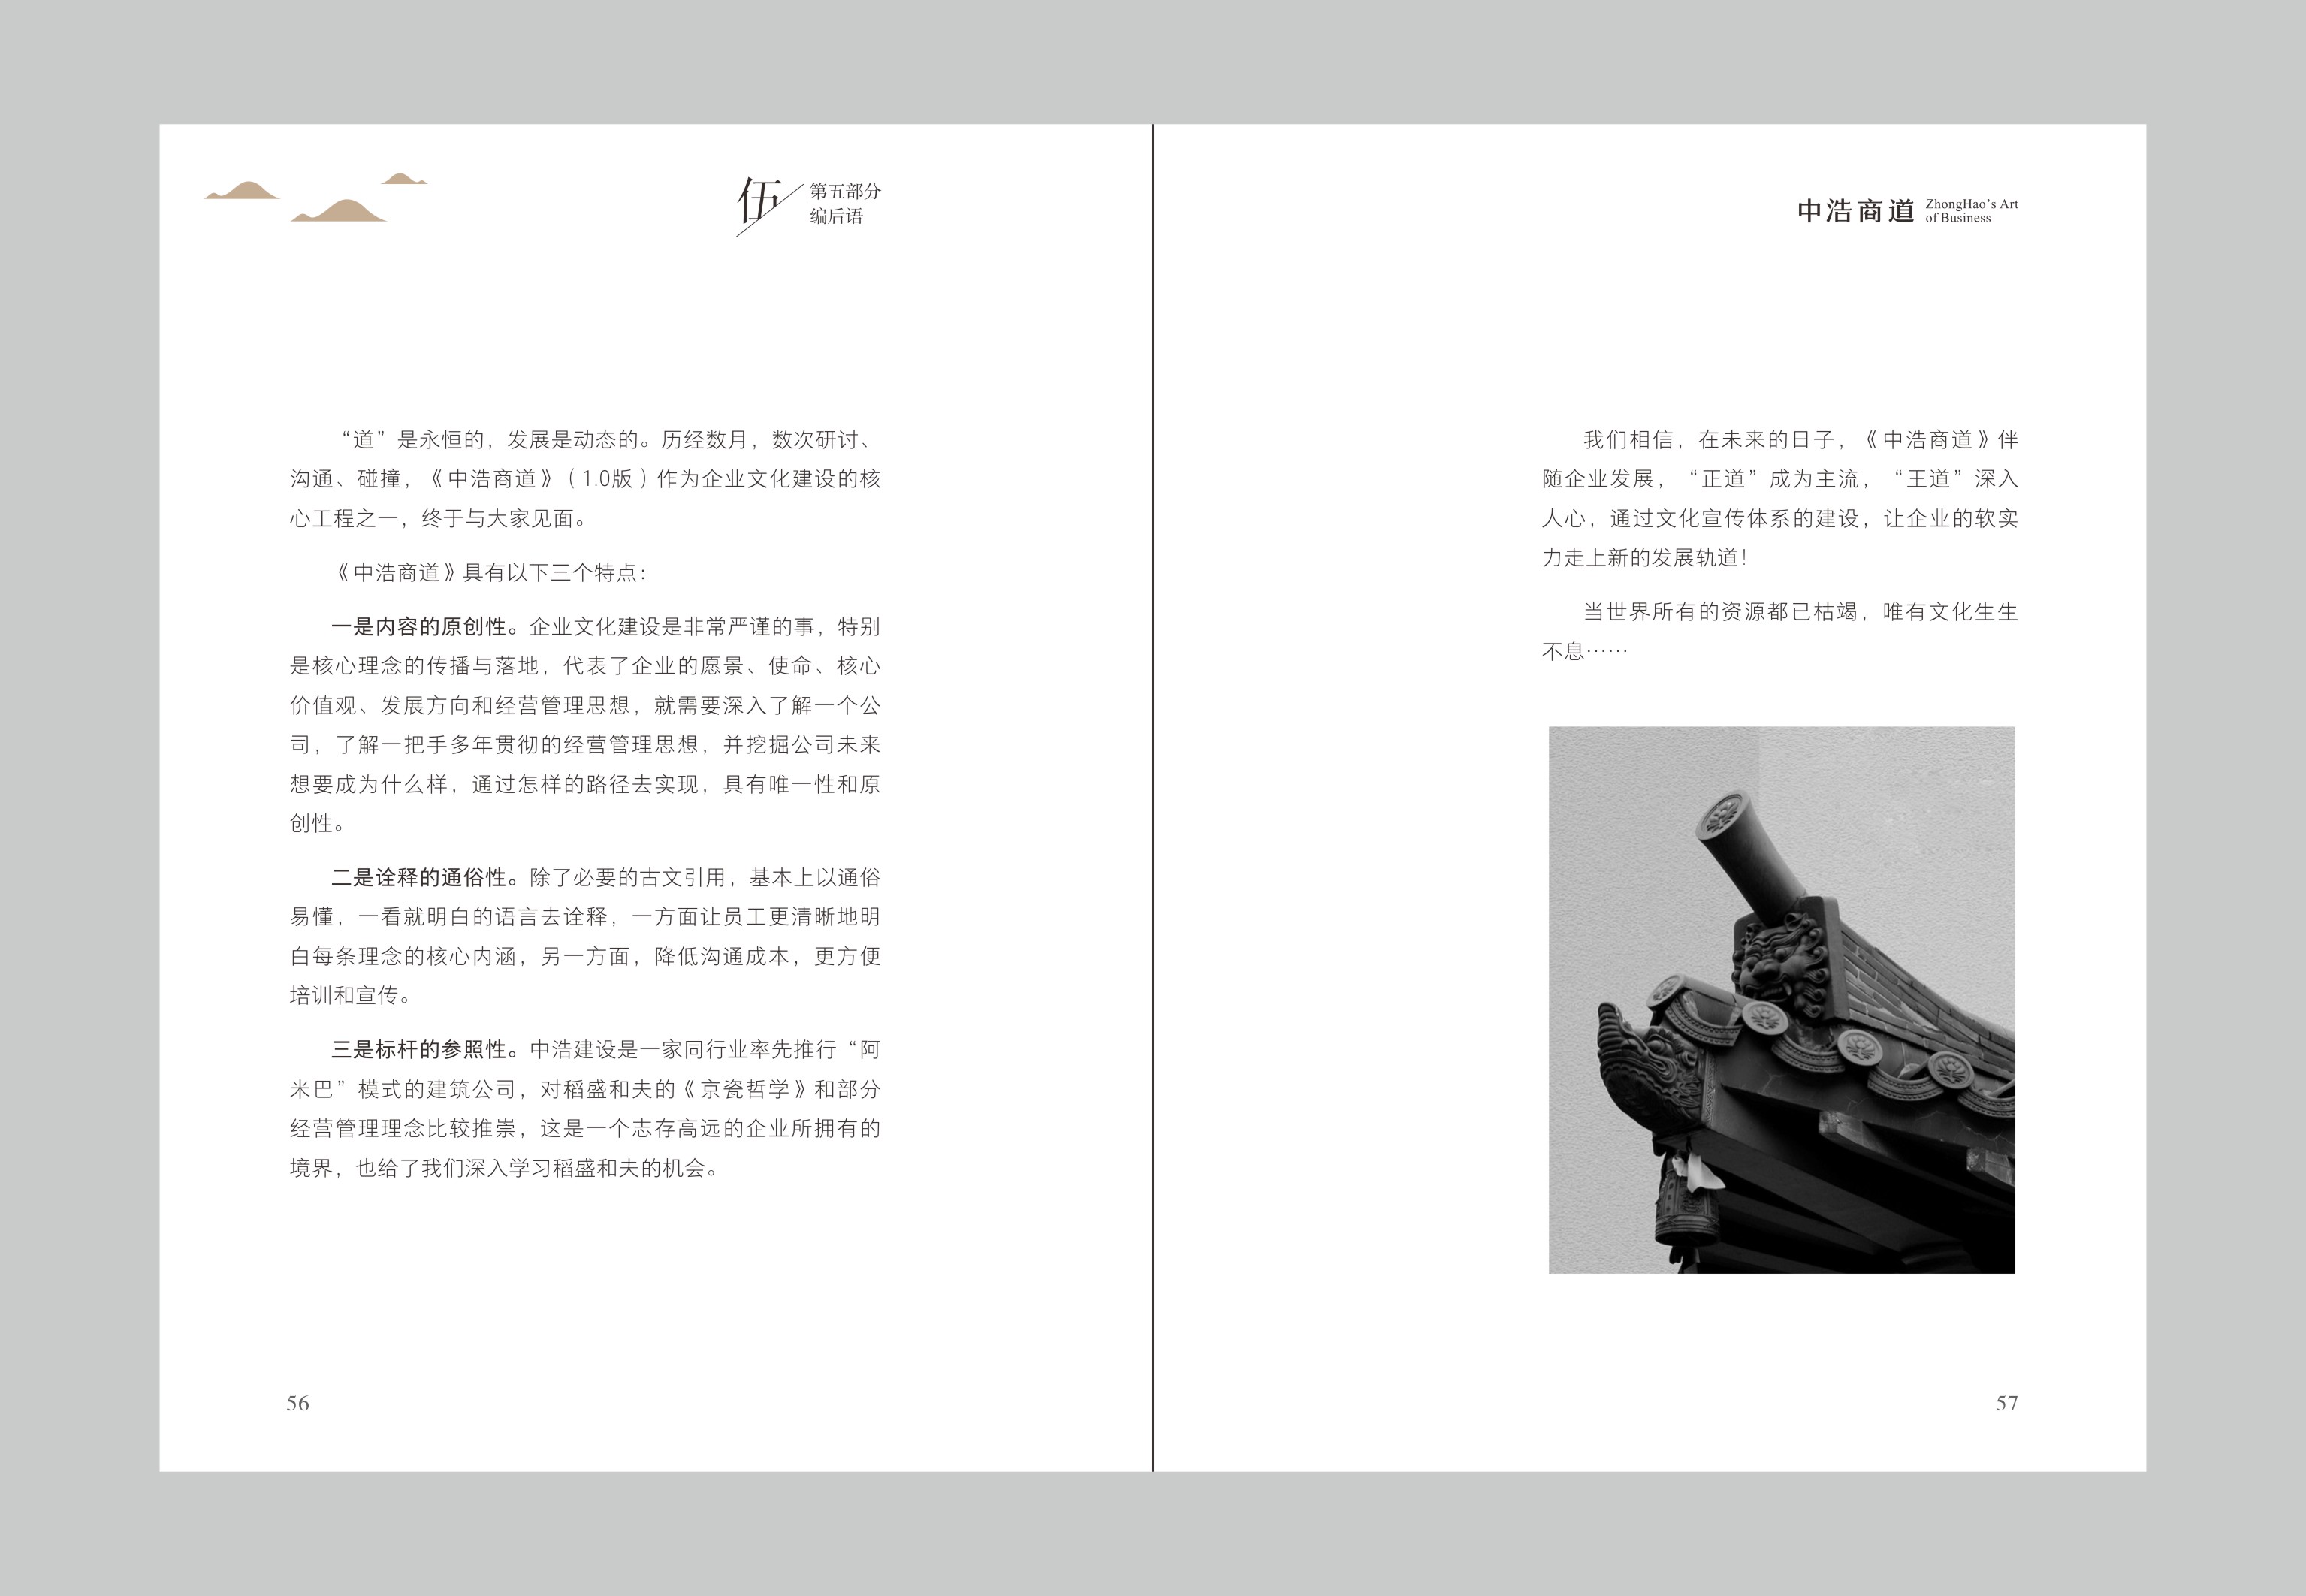 伍
第五部分
编后语
“道”是永恒的，发展是动态的。历经数月，数次研讨、
沟通、碰撞，《中浩商道》（1.0版）作为企业文化建设的核
心工程之一，终于与大家见面。
《中浩商道》具有以下三个特点：
一是内容的原创性。企业文化建设是非常严谨的事，特别
是核心理念的传播与落地，代表了企业的愿景、使命、核心
价值观、发展方向和经营管理思想，就需要深入了解一个公
司，了解一把手多年贯彻的经营管理思想，并挖掘公司未来
想要成为什么样，通过怎样的路径去实现，具有唯一性和原
创性。
二是诠释的通俗性。除了必要的古文引用，基本上以通俗
易懂，一看就明白的语言去诠释，一方面让员工更清晰地明
白每条理念的核心内涵，另一方面，降低沟通成本，更方便
培训和宣传。
三是标杆的参照性。中浩建设是一家同行业率先推行“阿
米巴”模式的建筑公司，对稻盛和夫的《京瓷哲学》和部分
经营管理理念比较推崇，这是一个志存高远的企业所拥有的
境界，也给了我们深入学习稻盛和夫的机会。
56
中浩商道
ZhongHao’s Art
of Business
我们相信，在未来的日子，《中浩商道》伴
随企业发展，“正道”成为主流，“王道”深入
人心，通过文化宣传体系的建设，让企业的软实
力走上新的发展轨道！
当世界所有的资源都已枯竭，唯有文化生生
不息……
57